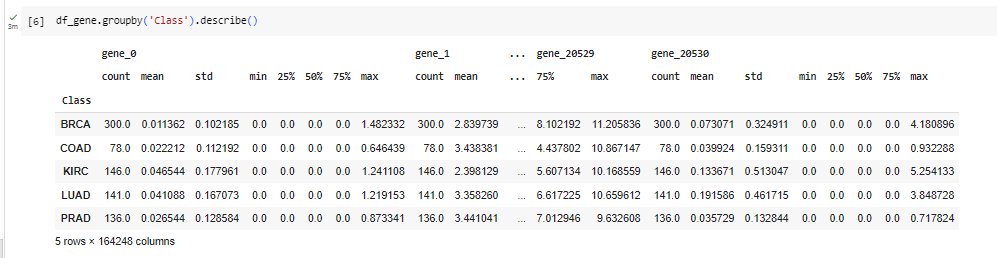 [6] df_gene.groupby('Class').describe()
3m
gene_0 gene_1 ... gene_20529 gene_20530
count mean std min 25% 50% 75% max count mean ... 75% max count mean std min 25% 50% 75% max
Class
BRCA 300.0 0.011362 0.102185 0.0 0.0 0.0 0.0 1.482332 300.0 2.839739 ... 8.102192 11.205836 300.0 0.073071 0.324911 0.0 0.0 0.0 0.0 4.180896
COAD 78.0 0.022212 0.112192 0.0 0.0 0.0 0.0 0.646439 78.0 3.438381 ... 4.437802 10.867147 78.0 0.039924 0.159311 0.0 0.0 0.0 0.0 0.932288
KIRC 146.0 0.046544 0.177961 0.0 0.0 0.0 0.0 1.241108 146.0 2.398129 ... 5.607134 10.168559 146.0 0.133671 0.513047 0.0 0.0 0.0 0.0 5.254133
LUAD 141.0 0.041088 0.167073 0.0 0.0 0.0 0.0 1.219153 141.0 3.358260 ... 6.617225 10.659612 141.0 0.191586 0.461715 0.0 0.0 0.0 0.0 3.848728
PRAD 136.0 0.026544 0.128584 0.0 0.0 0.0 0.0 0.873341 136.0 3.441041 ... 7.012946 9.632608 136.0 0.035729 0.132844 0.0 0.0 0.0 0.0 0.717824
5 rows × 164248 columns